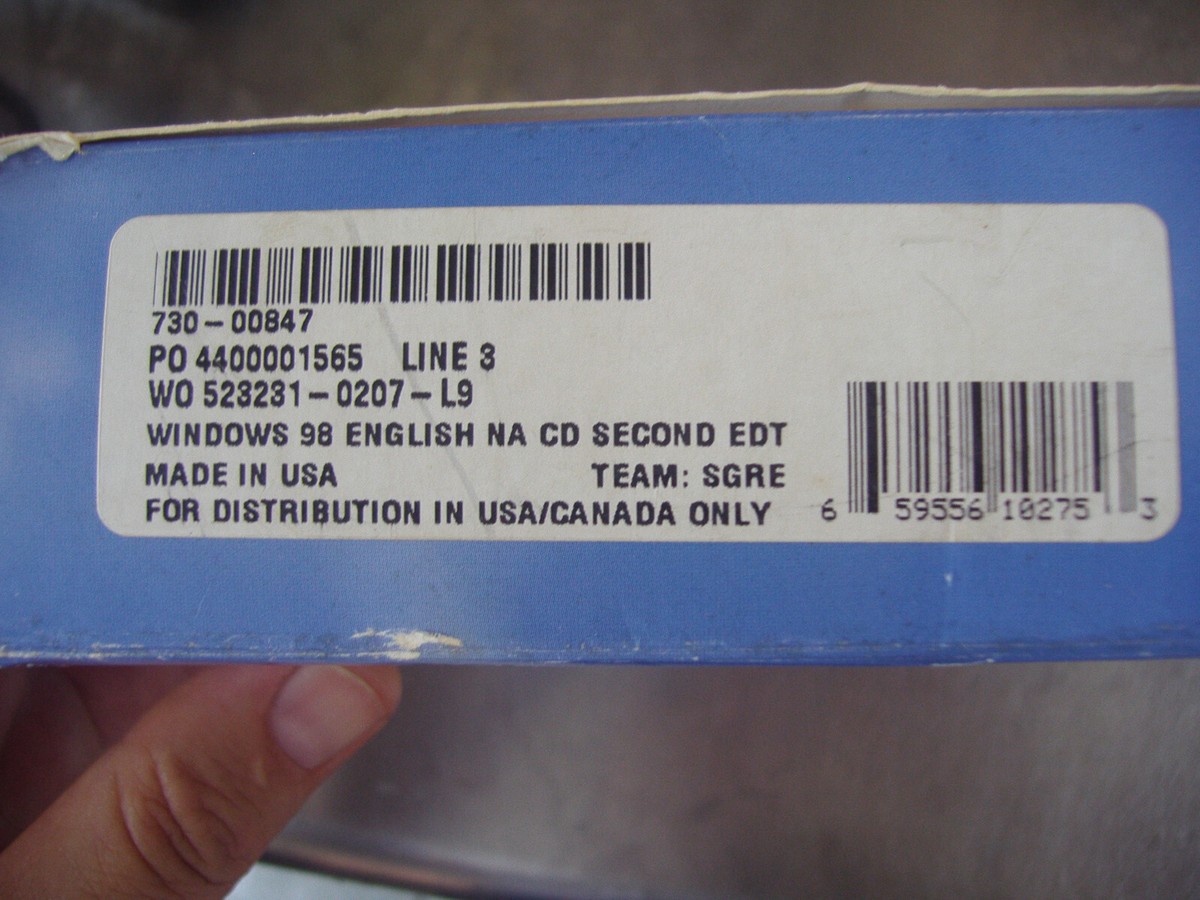 730-00847
PO 4400001565 LINE 3
WO 523231-0207-L9
WINDOWS 98 ENGLISH NA CD SECOND EDT
MADE IN USA TEAM: SGRE
FOR DISTRIBUTION IN USA/CANADA ONLY
6 59556 10275 3